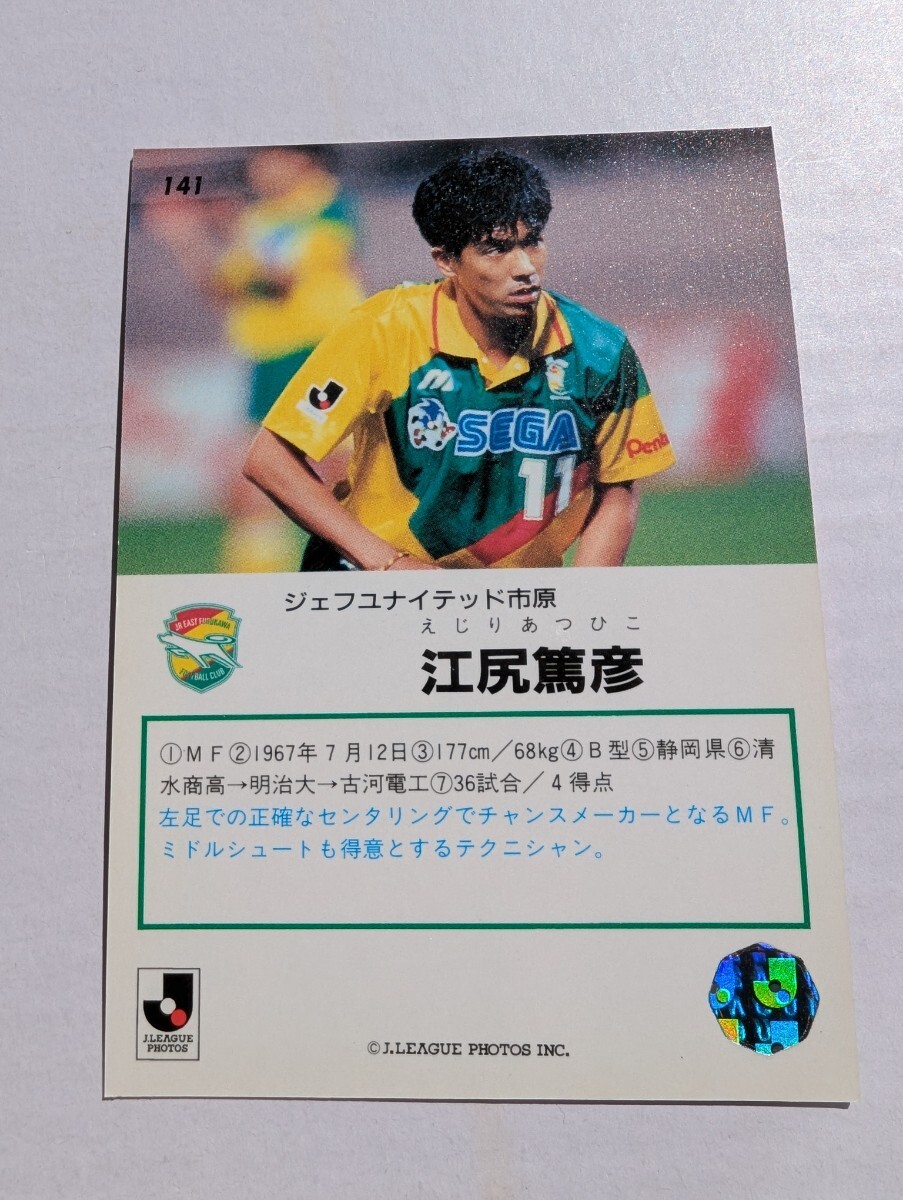 141
SEGA
11
Pent
JR EAST FURUKAWA
FOOTBALL CLUB
ジェフユナイテッド市原
えじりあつひこ
江尻篤彦
①ＭＦ②1967年７月12日③177cm／68kg④Ｂ型⑤静岡県⑥清
水商高→明治大→古河電工⑦36試合／４得点
左足での正確なセンタリングでチャンスメーカーとなるＭＦ。
ミドルシュートも得意とするテクニシャン。
J.LEAGUE
PHOTOS
©J.LEAGUE PHOTOS INC.